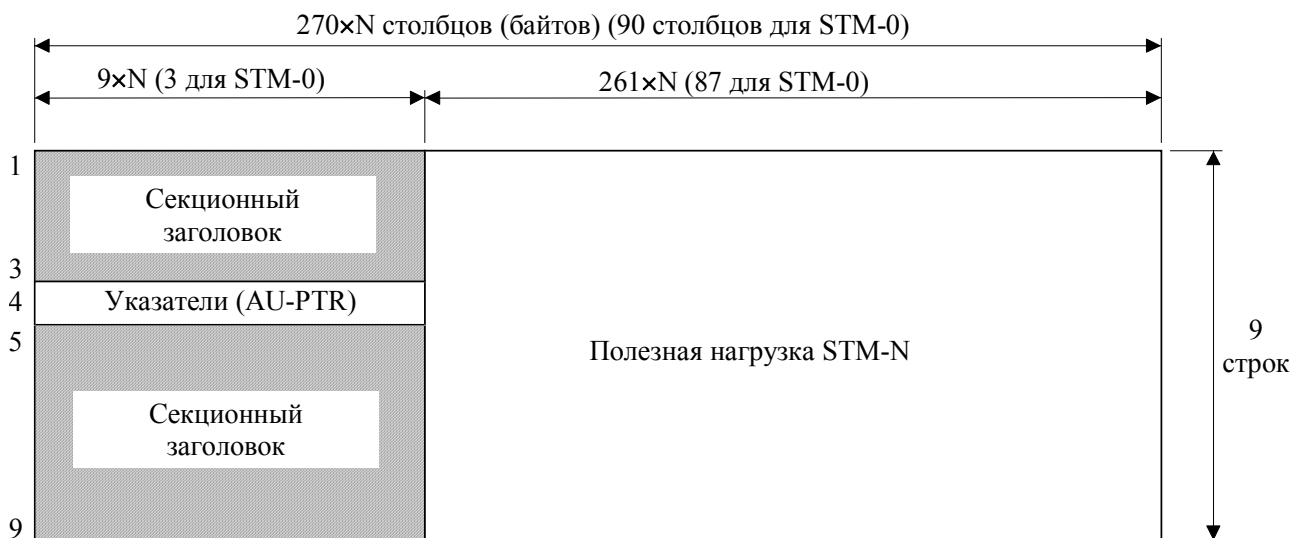 270×N столбцов (байтов) (90 столбцов для STM-0)
9×N (3 для STM-0)
261×N (87 для STM-0)
1
Секционный
заголовок
3
4
Указатели (AU-PTR)
5
Полезная нагрузка STM-N
9
строк
Секционный
заголовок
9